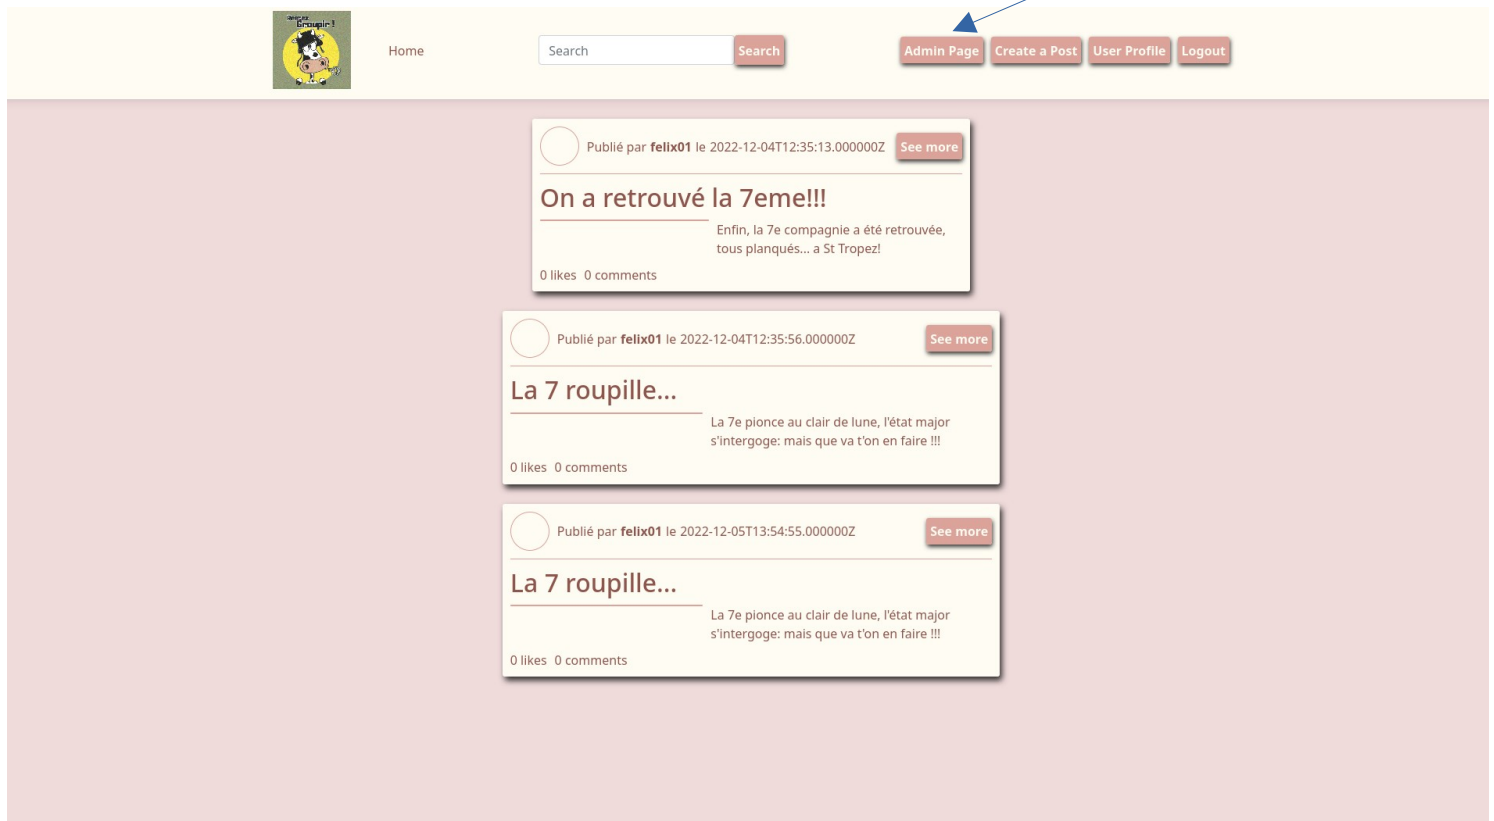 Groupir !
Home
Search
Search
Admin Page
Create a Post
User Profile
Logout
Publié par felix01 le 2022-12-04T12:35:13.000000Z
See more
On a retrouvé la 7eme!!!
Enfin, la 7e compagnie a été retrouvée,
tous planqués... a St Tropez!
0 likes 0 comments
Publié par felix01 le 2022-12-04T12:35:56.000000Z
See more
La 7 roupille...
La 7e pionce au clair de lune, l'état major
s'intergoge: mais que va t'on en faire !!!
0 likes 0 comments
Publié par felix01 le 2022-12-05T13:54:55.000000Z
See more
La 7 roupille...
La 7e pionce au clair de lune, l'état major
s'intergoge: mais que va t'on en faire !!!
0 likes 0 comments